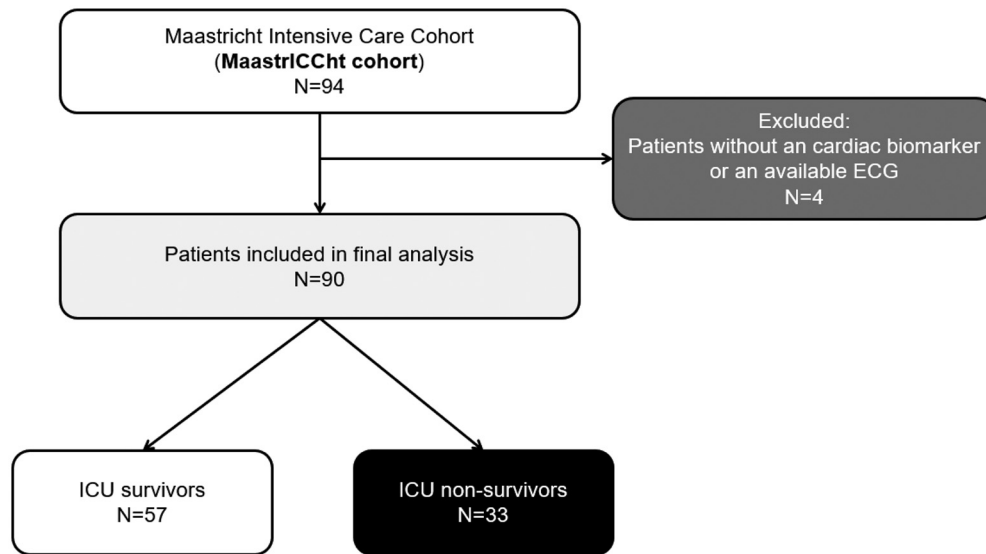 Maastricht Intensive Care Cohort
(MaastrICCht cohort)
N=94
Excluded:
Patients without an cardiac biomarker
or an available ECG
N=4
Patients included in final analysis
N=90
ICU survivors
N=57
ICU non-survivors
N=33